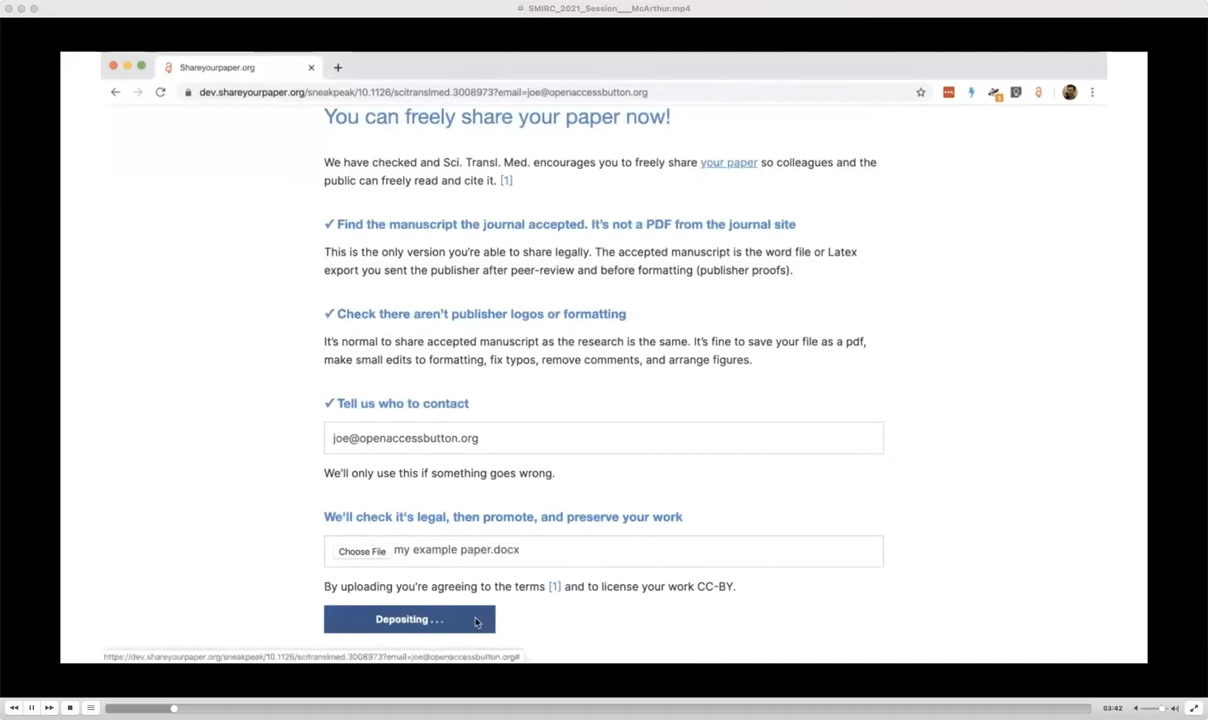 SMIRC_2021_Session___McArthur.mp4
Shareyourpaper.org
dev.shareyourpaper.org/sneakpeak/10.1126/scitranslmed.3008973?email=joe@openaccessbutton.org
You can freely share your paper now!
We have checked and Sci. Transl. Med. encourages you to freely share your paper so colleagues and the
public can freely read and cite it. [1]
✓ Find the manuscript the journal accepted. It's not a PDF from the journal site
This is the only version you're able to share legally. The accepted manuscript is the word file or Latex
export you sent the publisher after peer-review and before formatting (publisher proofs).
✓ Check there aren't publisher logos or formatting
It's normal to share accepted manuscript as the research is the same. It's fine to save your file as a pdf,
make small edits to formatting, fix typos, remove comments, and arrange figures.
✓ Tell us who to contact
joe@openaccessbutton.org
We'll only use this if something goes wrong.
We'll check it's legal, then promote, and preserve your work
Choose File my example paper.docx
By uploading you're agreeing to the terms [1] and to license your work CC-BY.
Depositing . . .
https://dev.shareyourpaper.org/sneakpeak/10.1126/scitranslmed.3008973?email=joe@openaccessbutton.org#
03:42